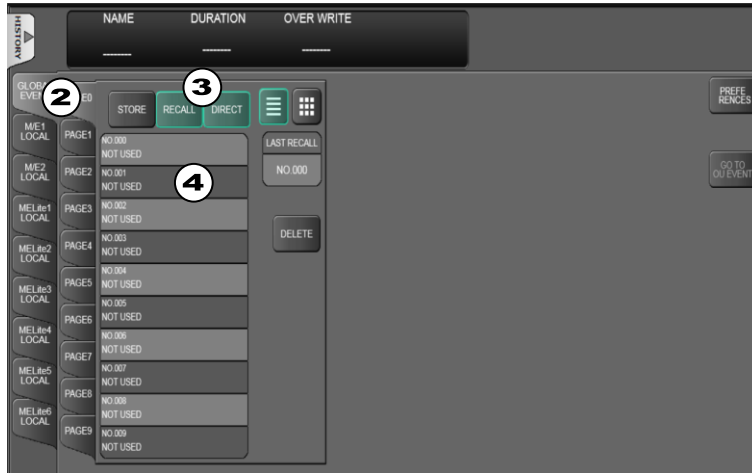 HISTORY
NAME DURATION OVER WRITE
-------- -------- --------
GLOBA
EVEN
2
E0
3
STORE RECALL DIRECT
PREFE
RENCES
M/E1
LOCAL
PAGE1
NO.000
NOT USED
LAST RECALL
NO.000
M/E2
LOCAL
PAGE2
NO.001
NOT USED
4
GO TO
OU EVENT
MELite1
LOCAL
PAGE3
NO.002
NOT USED
MELite2
LOCAL
PAGE4
NO.003
NOT USED
DELETE
MELite3
LOCAL
PAGE5
NO.004
NOT USED
MELite4
LOCAL
PAGE6
NO.005
NOT USED
MELite5
LOCAL
PAGE7
NO.006
NOT USED
MELite6
LOCAL
PAGE8
NO.007
NOT USED
PAGE9
NO.008
NOT USED
NO.009
NOT USED